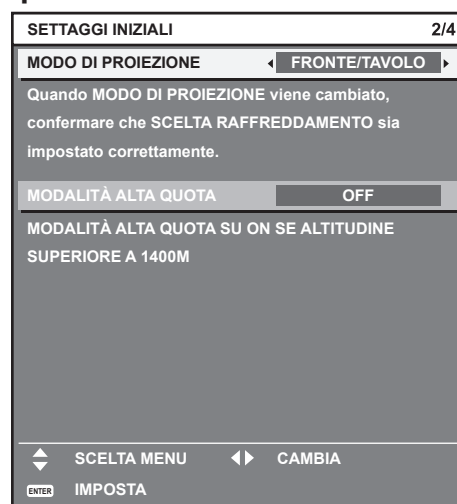 SETTAGGI INIZIALI 2/4
MODO DI PROIEZIONE FRONTE/TAVOLO
Quando MODO DI PROIEZIONE viene cambiato,
confermare che SCELTA RAFFREDDAMENTO sia
impostato correttamente.
MODALITÀ ALTA QUOTA OFF
MODALITÀ ALTA QUOTA SU ON SE ALTITUDINE
SUPERIORE A 1400M
SCELTA MENU CAMBIA
ENTER IMPOSTA